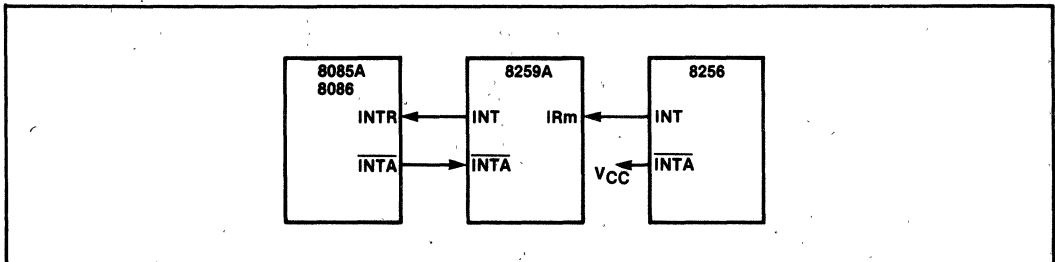 8085A
8086
INTR
INTA
8259A
INT
IRm
INTA
8256
INT
INTA
VCC